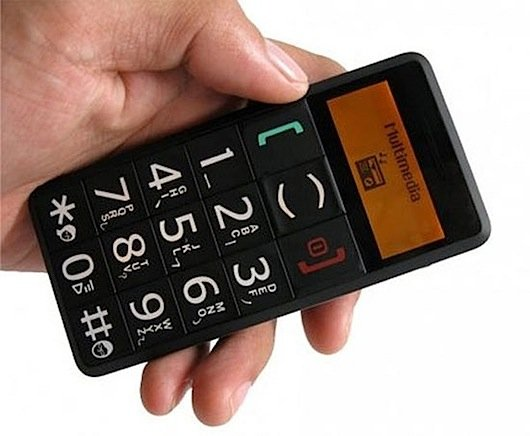 Multimedia
1 2 ABC 3 DEF
4 GHI 5 JKL 6 MNO
7 PQRS 8 TUV 9 WXYZ
* 0 #